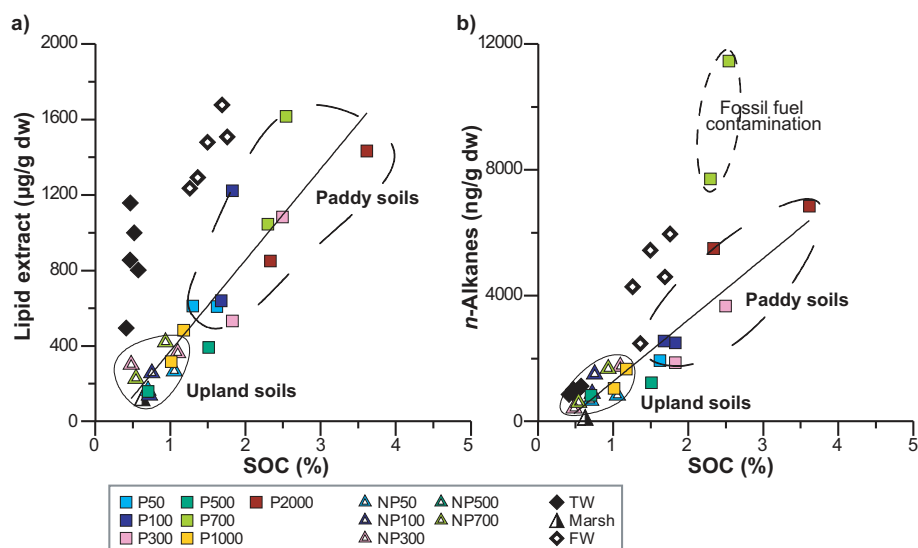 a)
2000
1600
1200
800
400
0
Lipid extract (µg/g dw)
Paddy soils
Upland soils
0 1 2 3 4 5
SOC (%)
b)
12000
8000
4000
0
n-Alkanes (ng/g dw)
Fossil fuel
contamination
Paddy soils
Upland soils
0 1 2 3 4 5
SOC (%)
P50 P500 P2000 NP50 NP500 TW
P100 P700 NP100 NP700 Marsh
P300 P1000 NP300 FW